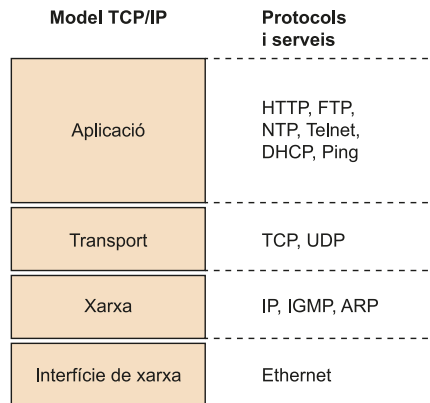 Model TCP/IP
Protocols
i serveis
Aplicació
HTTP, FTP,
NTP, Telnet,
DHCP, Ping
Transport
TCP, UDP
Xarxa
IP, IGMP, ARP
Interfície de xarxa
Ethernet